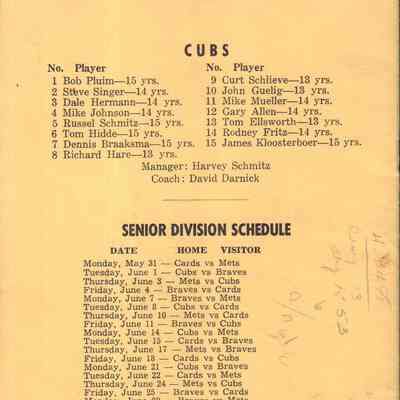 CUBS
No. Player
1 Bob Pluim—15 yrs.
2 Steve Singer—14 yrs.
3 Dale Hermann—14 yrs.
4 Mike Johnson—14 yrs.
5 Russel Schmitz—15 yrs.
6 Tom Hidde—15 yrs.
7 Dennis Braaksma—15 yrs.
8 Richard Hare—13 yrs.
No. Player
9 Curt Schlieve—13 yrs.
10 John Guelig—13 yrs.
11 Mike Mueller—14 yrs.
12 Gary Allen—14 yrs.
13 Tom Ellsworth—13 yrs.
14 Rodney Fritz—14 yrs.
15 James Kloosterboer—15 yrs.
Manager: Harvey Schmitz
Coach: David Darnick
SENIOR DIVISION SCHEDULE
DATE HOME VISITOR
Monday, May 31 — Cards vs Mets
Tuesday, June 1 — Cubs vs Braves
Thursday, June 3 — Mets vs Cubs
Friday, June 4 — Braves vs Cards
Monday, June 7 — Braves vs Mets
Tuesday, June 8 — Cubs vs Cards
Thursday, June 10 — Mets vs Cards
Friday, June 11 — Braves vs Cubs
Monday, June 14 — Cubs vs Mets
Tuesday, June 15 — Cards vs Braves
Thursday, June 17 — Mets vs Braves
Friday, June 18 — Cards vs Cubs
Monday, June 21 — Cubs vs Braves
Tuesday, June 22 — Cards vs Mets
Thursday, June 24 — Mets vs Cubs
Friday, June 25 — Braves vs Cards